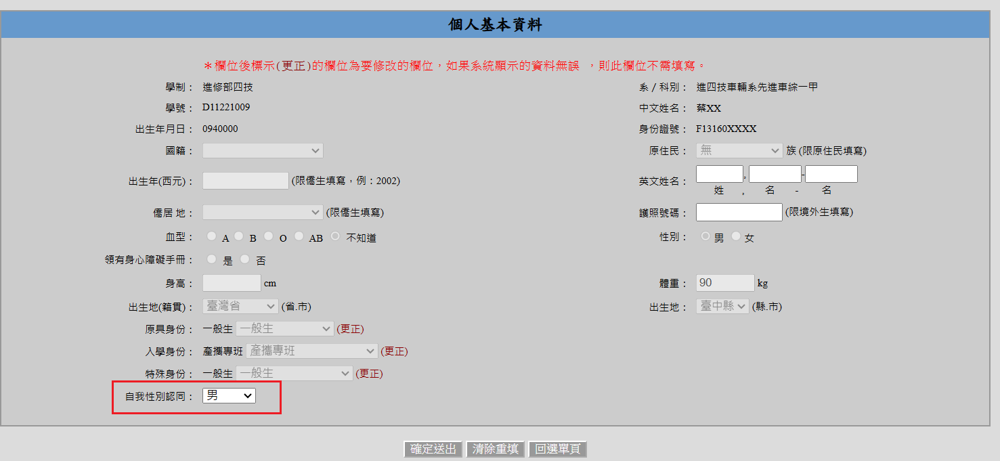 個人基本資料
＊欄位後標示(更正)的欄位為要修改的欄位，如果系統顯示的資料無誤 ，則此欄位不需填寫。
學制： 進修部四技 系 / 科別： 進四技車輛系先進車綜一甲
學號： D11221009 中文姓名： 蔡XX
出生年月日： 0940000 身份證號： F13160XXXX
國籍： 原住民： 無 族 (限原住民填寫)
出生年(西元)： (限僑生填寫，例：2002) 英文姓名： , -
姓 , 名 - 名
僑居 地： (限僑生填寫) 護照號碼： (限境外生填寫)
血型： A B O AB 不知道 性別： 男 女
領有身心障礙手冊： 是 否
身高： cm 體重： 90 kg
出生地(籍貫)： 臺灣省 (省.市) 出生地： 臺中縣 (縣.市)
原具身份： 一般生 一般生 (更正)
入學身份： 產攜專班 產攜專班 (更正)
特殊身份： 一般生 一般生 (更正)
自我性別認同： 男
確定送出 清除重填 回選單頁